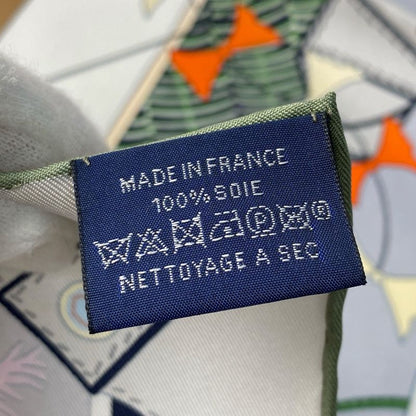 MADE IN FRANCE
100% SOIE
P ®
NETTOYAGE A SEC